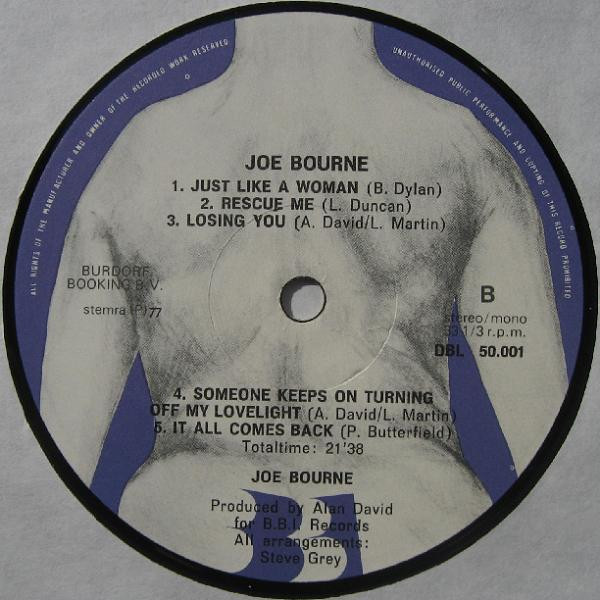 ALL RIGHTS OF THE MANUFACTURER AND OWNER OF THE RECORDED WORK RESERVED
UNAUTHORISED PUBLIC PERFORMANCE AND COPYING OF THIS RECORD PROHIBITED
JOE BOURNE
1. JUST LIKE A WOMAN (B. Dylan)
2. RESCUE ME (L. Duncan)
3. LOSING YOU (A. David/L. Martin)
BURDORF
BOOKING B.V.
stemra (P) 77
B
stereo/mono
33 1/3 r.p.m.
DBL 50.001
4. SOMEONE KEEPS ON TURNING
OFF MY LOVELIGHT (A. David/L. Martin)
5. IT ALL COMES BACK (P. Butterfield)
Totaltime: 21'38
JOE BOURNE
Produced by Alan David
for B.B.I. Records
All arrangements:
Steve Grey